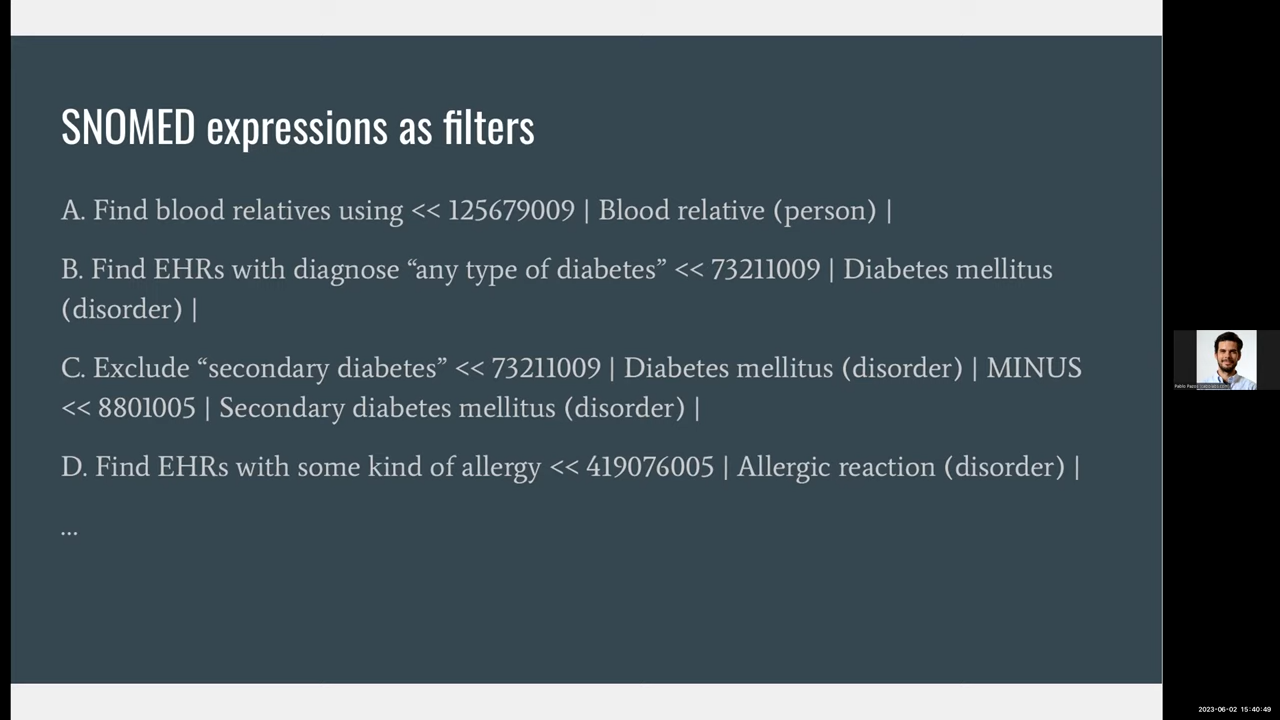 SNOMED expressions as filters
A. Find blood relatives using << 125679009 | Blood relative (person) |
B. Find EHRs with diagnose “any type of diabetes” << 73211009 | Diabetes mellitus
(disorder) |
C. Exclude “secondary diabetes” << 73211009 | Diabetes mellitus (disorder) | MINUS
<< 8801005 | Secondary diabetes mellitus (disorder) |
D. Find EHRs with some kind of allergy << 419076005 | Allergic reaction (disorder) |
...
Pablo Pazos
2023-06-02 15:40:49